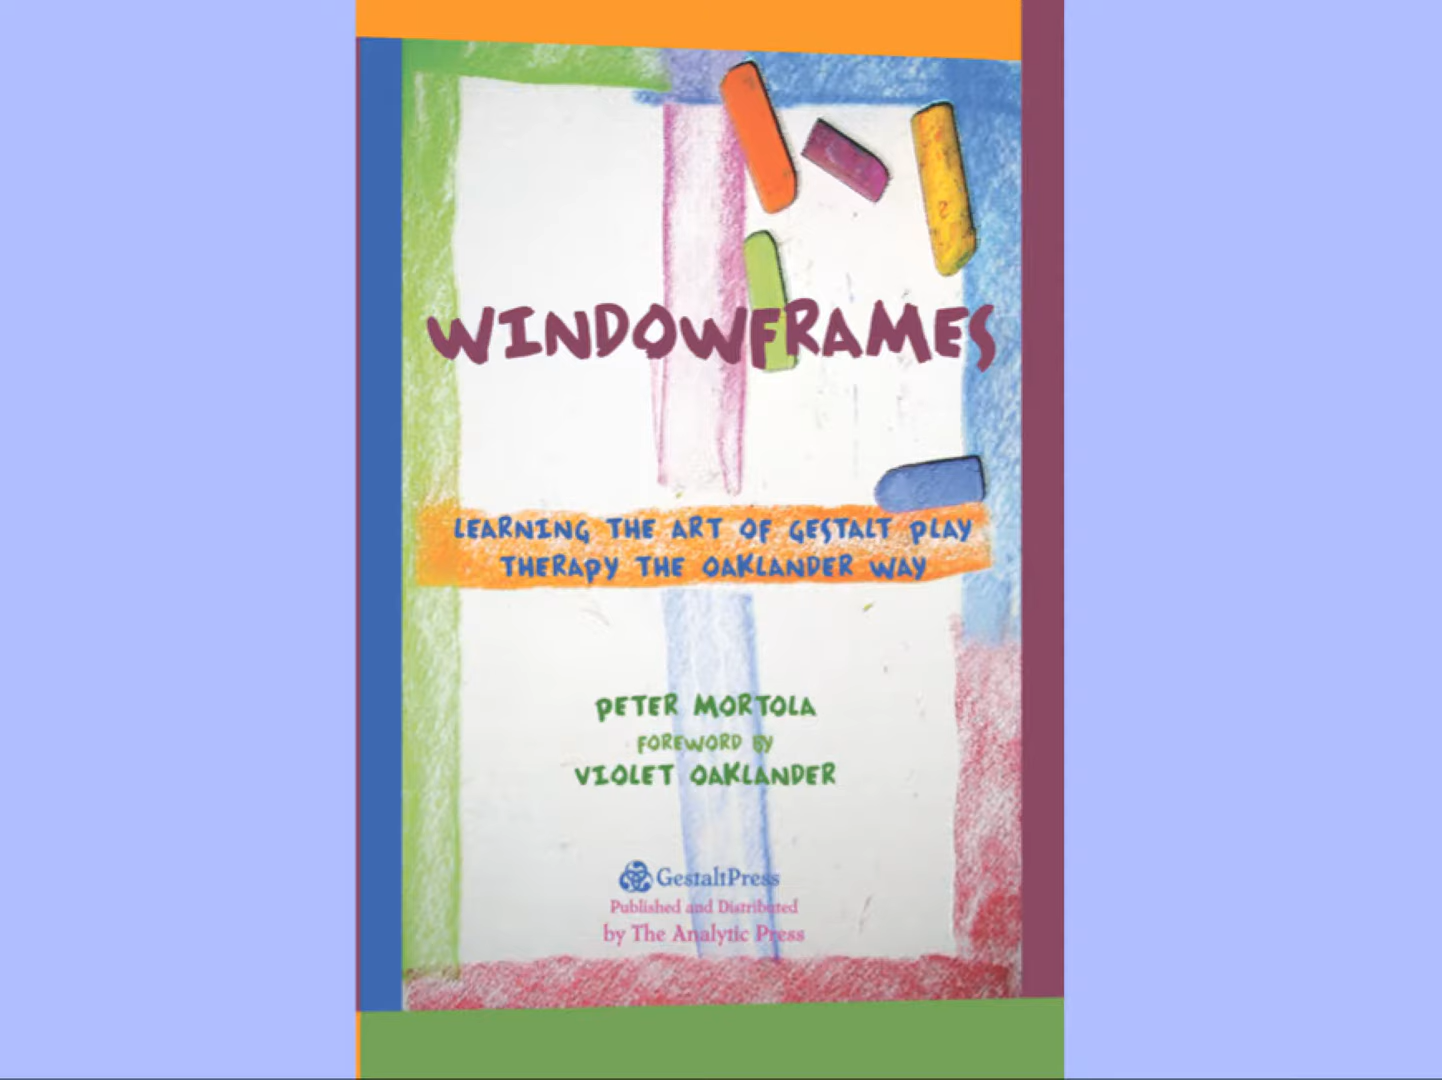 WINDOWFRAMES
LEARNING THE ART OF GESTALT PLAY
THERAPY THE OAKLANDER WAY
PETER MORTOLA
FOREWORD BY
VIOLET OAKLANDER
GestaltPress
Published and Distributed
by The Analytic Press